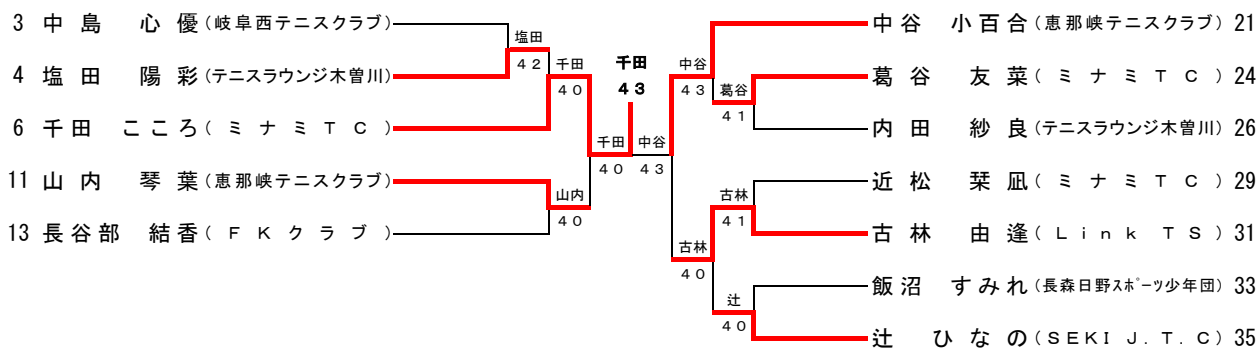 3 中島 心優 (岐阜西テニスクラブ)
4 塩田 陽彩 (テニスラウンジ木曽川)
6 千田 こころ (ミナミTC)
11 山内 琴葉 (恵那峡テニスクラブ)
13 長谷部 結香 (FKクラブ)
塩田
42
千田
40
山内
40
千田
40
千田
43
中谷
43
中谷
43
葛谷
41
古林
41
古林
40
辻
40
中谷 小百合 (恵那峡テニスクラブ) 21
葛谷 友菜 (ミナミTC) 24
内田 紗良 (テニスラウンジ木曽川) 26
近松 栞凪 (ミナミTC) 29
古林 由逢 (Link TS) 31
飯沼 すみれ (長森日野スポーツ少年団) 33
辻 ひなの (SEKI J.T.C) 35